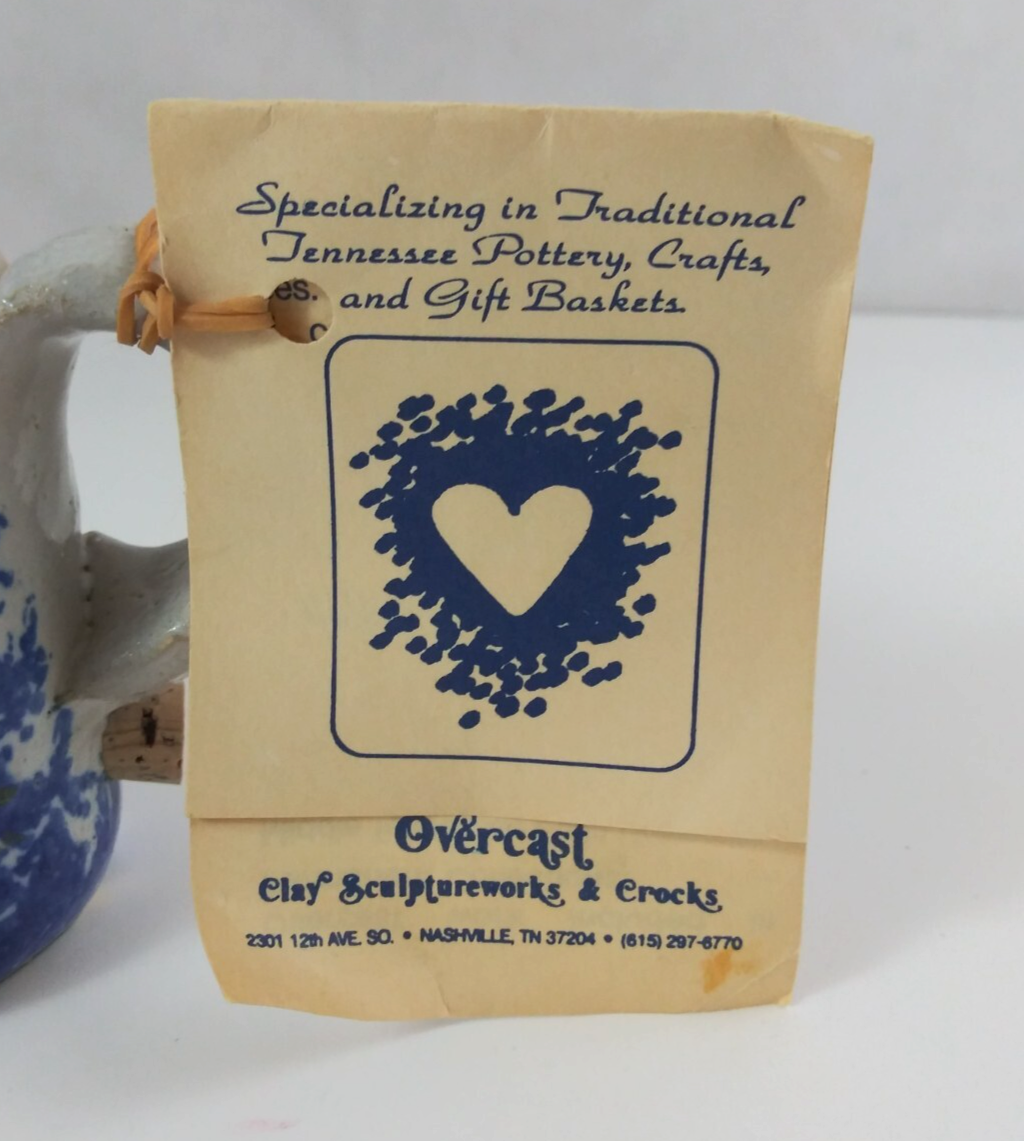 Specializing in Traditional
Tennessee Pottery, Crafts,
es. and Gift Baskets.
Overcast
Clay Sculptureworks & Crocks
2301 12th AVE. SO. • NASHVILLE, TN 37204 • (615) 297-6770